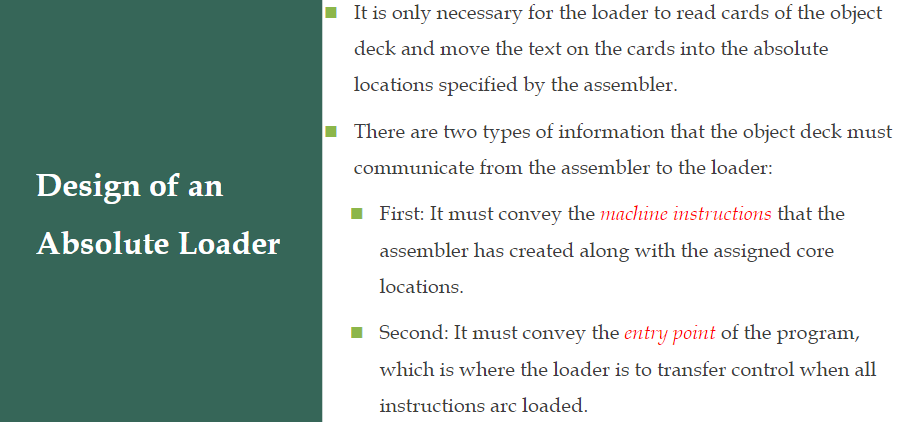 Design of an
Absolute Loader
It is only necessary for the loader to read cards of the object
deck and move the text on the cards into the absolute
locations specified by the assembler.
There are two types of information that the object deck must
communicate from the assembler to the loader:
First: It must convey the machine instructions that the
assembler has created along with the assigned core
locations.
Second: It must convey the entry point of the program,
which is where the loader is to transfer control when all
instructions arc loaded.